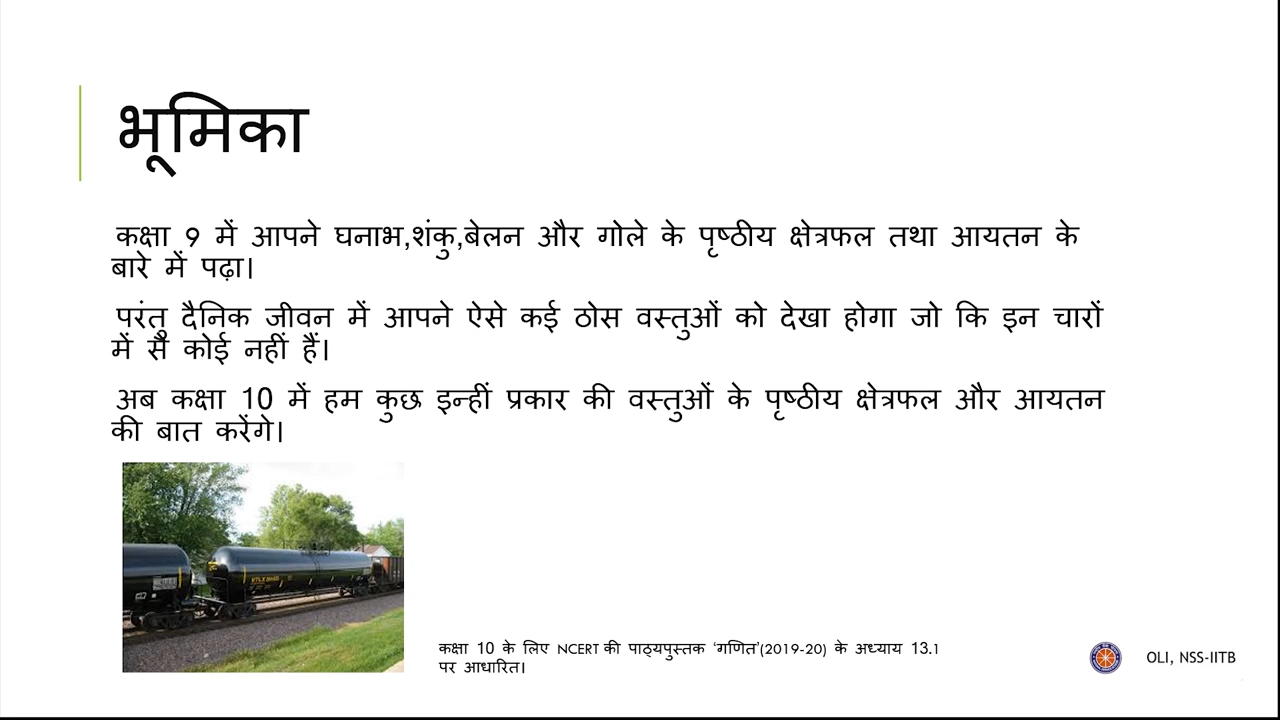 भूमिका
कक्षा 9 में आपने घनाभ,शंकु,बेलन और गोले के पृष्ठीय क्षेत्रफल तथा आयतन के
बारे में पढ़ा।
परंतु दैनिक जीवन में आपने ऐसे कई ठोस वस्तुओं को देखा होगा जो कि इन चारों
में से कोई नहीं हैं।
अब कक्षा 10 में हम कुछ इन्हीं प्रकार की वस्तुओं के पृष्ठीय क्षेत्रफल और आयतन
की बात करेंगे।
कक्षा 10 के लिए NCERT की पाठ्यपुस्तक ‘गणित’(2019-20) के अध्याय 13.1
पर आधारित।
OLI, NSS-IITB